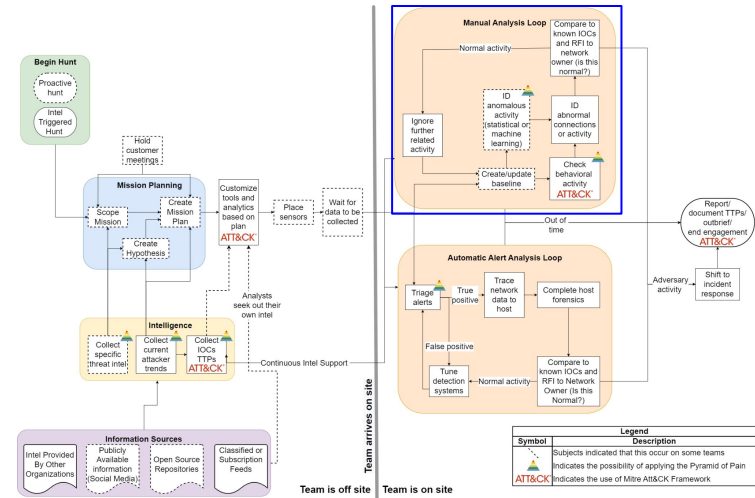 Begin Hunt
Proactive
hunt
Intel
Triggered
Hunt
Hold
customer
meetings
Mission Planning
Scope
Mission
Create
Mission
Plan
Create
Hypothesis
Customize
tools and
analytics
based on
plan
ATT&CK
Place
sensors
Wait for
data to be
collected
Analysts
seek out their
own intel
Intelligence
Collect
specific
threat intel
Collect
current
attacker
trends
Collect
IOCs
TTPs
ATT&CK
Continuous Intel Support
Information Sources
Intel Provided
By Other
Organizations
Publicly
Available
information
(Social Media)
Open Source
Repositories
Classified or
Subscription
Feeds
Team arrives on site
Team is off site
Team is on site
Manual Analysis Loop
Normal activity
Compare to
known IOCs
and RFI to
network
owner (is this
normal?)
Ignore
further
related
activity
ID
anomalous
activity
(statistical or
machine
learning)
ID
abnormal
connections
or activity
Create/update
baseline
Check
behavioral
activity
ATT&CK
Out of
time
Automatic Alert Analysis Loop
Triage
alerts
True
positive
Trace
network
data to
host
Complete host
forensics
False positive
Tune
detection
systems
Normal activity
Compare to
known IOCs and
RFI to Network
Owner (Is this
Normal?)
Adversary
activity
Shift to
incident
response
Report/
document TTPs/
outbrief/
end engagement
ATT&CK
Legend
Symbol
Description
Subjects indicated that this occur on some teams
Indicates the possibility of applying the Pyramid of Pain
ATT&CK
Indicates the use of Mitre Att&CK Framework